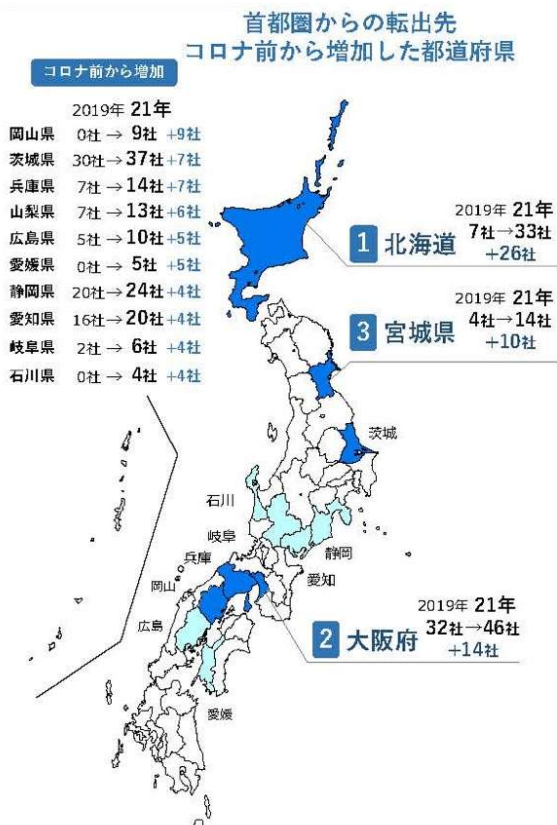 首都圏からの転出先
コロナ前から増加した都道府県
コロナ前から増加
2019年 21年
岡山県 0社→ 9社 +9社
茨城県 30社→37社 +7社
兵庫県 7社→14社 +7社
山梨県 7社→13社 +6社
広島県 5社→10社 +5社
愛媛県 0社→ 5社 +5社
静岡県 20社→24社 +4社
愛知県 16社→20社 +4社
岐阜県 2社→ 6社 +4社
石川県 0社→ 4社 +4社
1 北海道
2019年 21年
7社→33社
+26社
3 宮城県
2019年 21年
4社→14社
+10社
茨城
石川
岐阜
静岡
兵庫
愛知
岡山
広島
2 大阪府
2019年 21年
32社→46社
+14社
愛媛